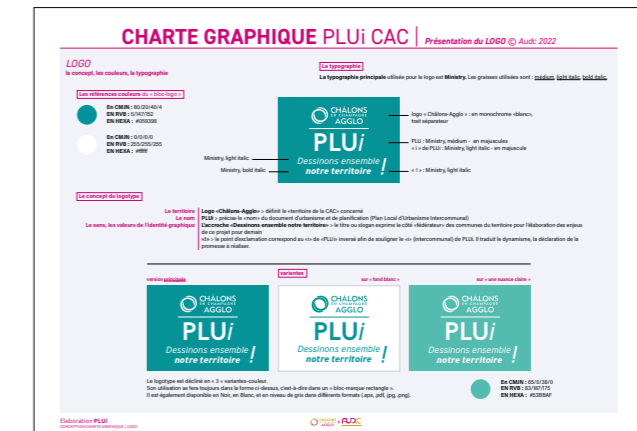 CHARTE GRAPHIQUE PLUi CAC | Présentation du LOGO © Audc 2022
LOGO
le concept, les couleurs, la typographie
La typographie
La typographie principale utilisée pour le logo est Ministry. Les graisses utilisées sont : médium, light italic, bold italic.
Les références couleurs du « bloc-logo »
En CMJN : 80/20/40/4
EN RVB : 5/147/152
EN HEXA : #059398
En CMJN : 0/0/0/0
EN RVB : 255/255/255
EN HEXA : #ffffff
CHÂLONS
EN CHAMPAGNE
AGGLO
PLUi
Dessinons ensemble
notre territoire !
logo « Châlons-Agglo » : en monochrome «blanc»,
trait séparateur
PLU : Ministry, médium - en majuscules
« i » de PLUi : Ministry, light italic - en majuscule
Ministry, light italic
Ministry, bold italic
« ! » : Ministry, light italic
Le concept du logotype
Le territoire | Logo «Châlons-Agglo» > définit le «territoire de la CAC» concerné
Le nom | PLUi > précise le «nom» du document d'urbanisme et de planification (Plan Local d'Urbanisme Intercommunal)
Le sens, les valeurs de l'identité graphique | L'accroche «Dessinons ensemble notre territoire» > le titre ou slogan exprime le côté «fédérateur» des communes du territoire pour l'élaboration des enjeux
de ce projet pour demain
«!» > le point d'exclamation correspond au «i» de «PLUi» inversé afin de souligner le «i» (intercommunal) de PLUi. Il traduit le dynamisme, la déclaration de la
promesse à réaliser.
variantes
version principale
sur « fond blanc »
sur « une nuance claire »
CHÂLONS
EN CHAMPAGNE
AGGLO
PLUi
Dessinons ensemble
notre territoire !
CHÂLONS
EN CHAMPAGNE
AGGLO
PLUi
Dessinons ensemble
notre territoire !
CHÂLONS
EN CHAMPAGNE
AGGLO
PLUi
Dessinons ensemble
notre territoire !
Le logotype est décliné en « 3 » variantes-couleur.
Son utilisation se fera toujours dans la forme ci-dessus, c'est-à-dire dans un « bloc-marque rectangle ».
Il est également disponible en Noir, en Blanc, et en niveau de gris dans différents formats (.eps, .pdf, .jpg, .png).
En CMJN : 65/0/38/0
EN RVB : 83/187/175
EN HEXA : #53BBAF
Elaboration PLUi
CONCEPTION CHARTE GRAPHIQUE | LOGO
AUDC